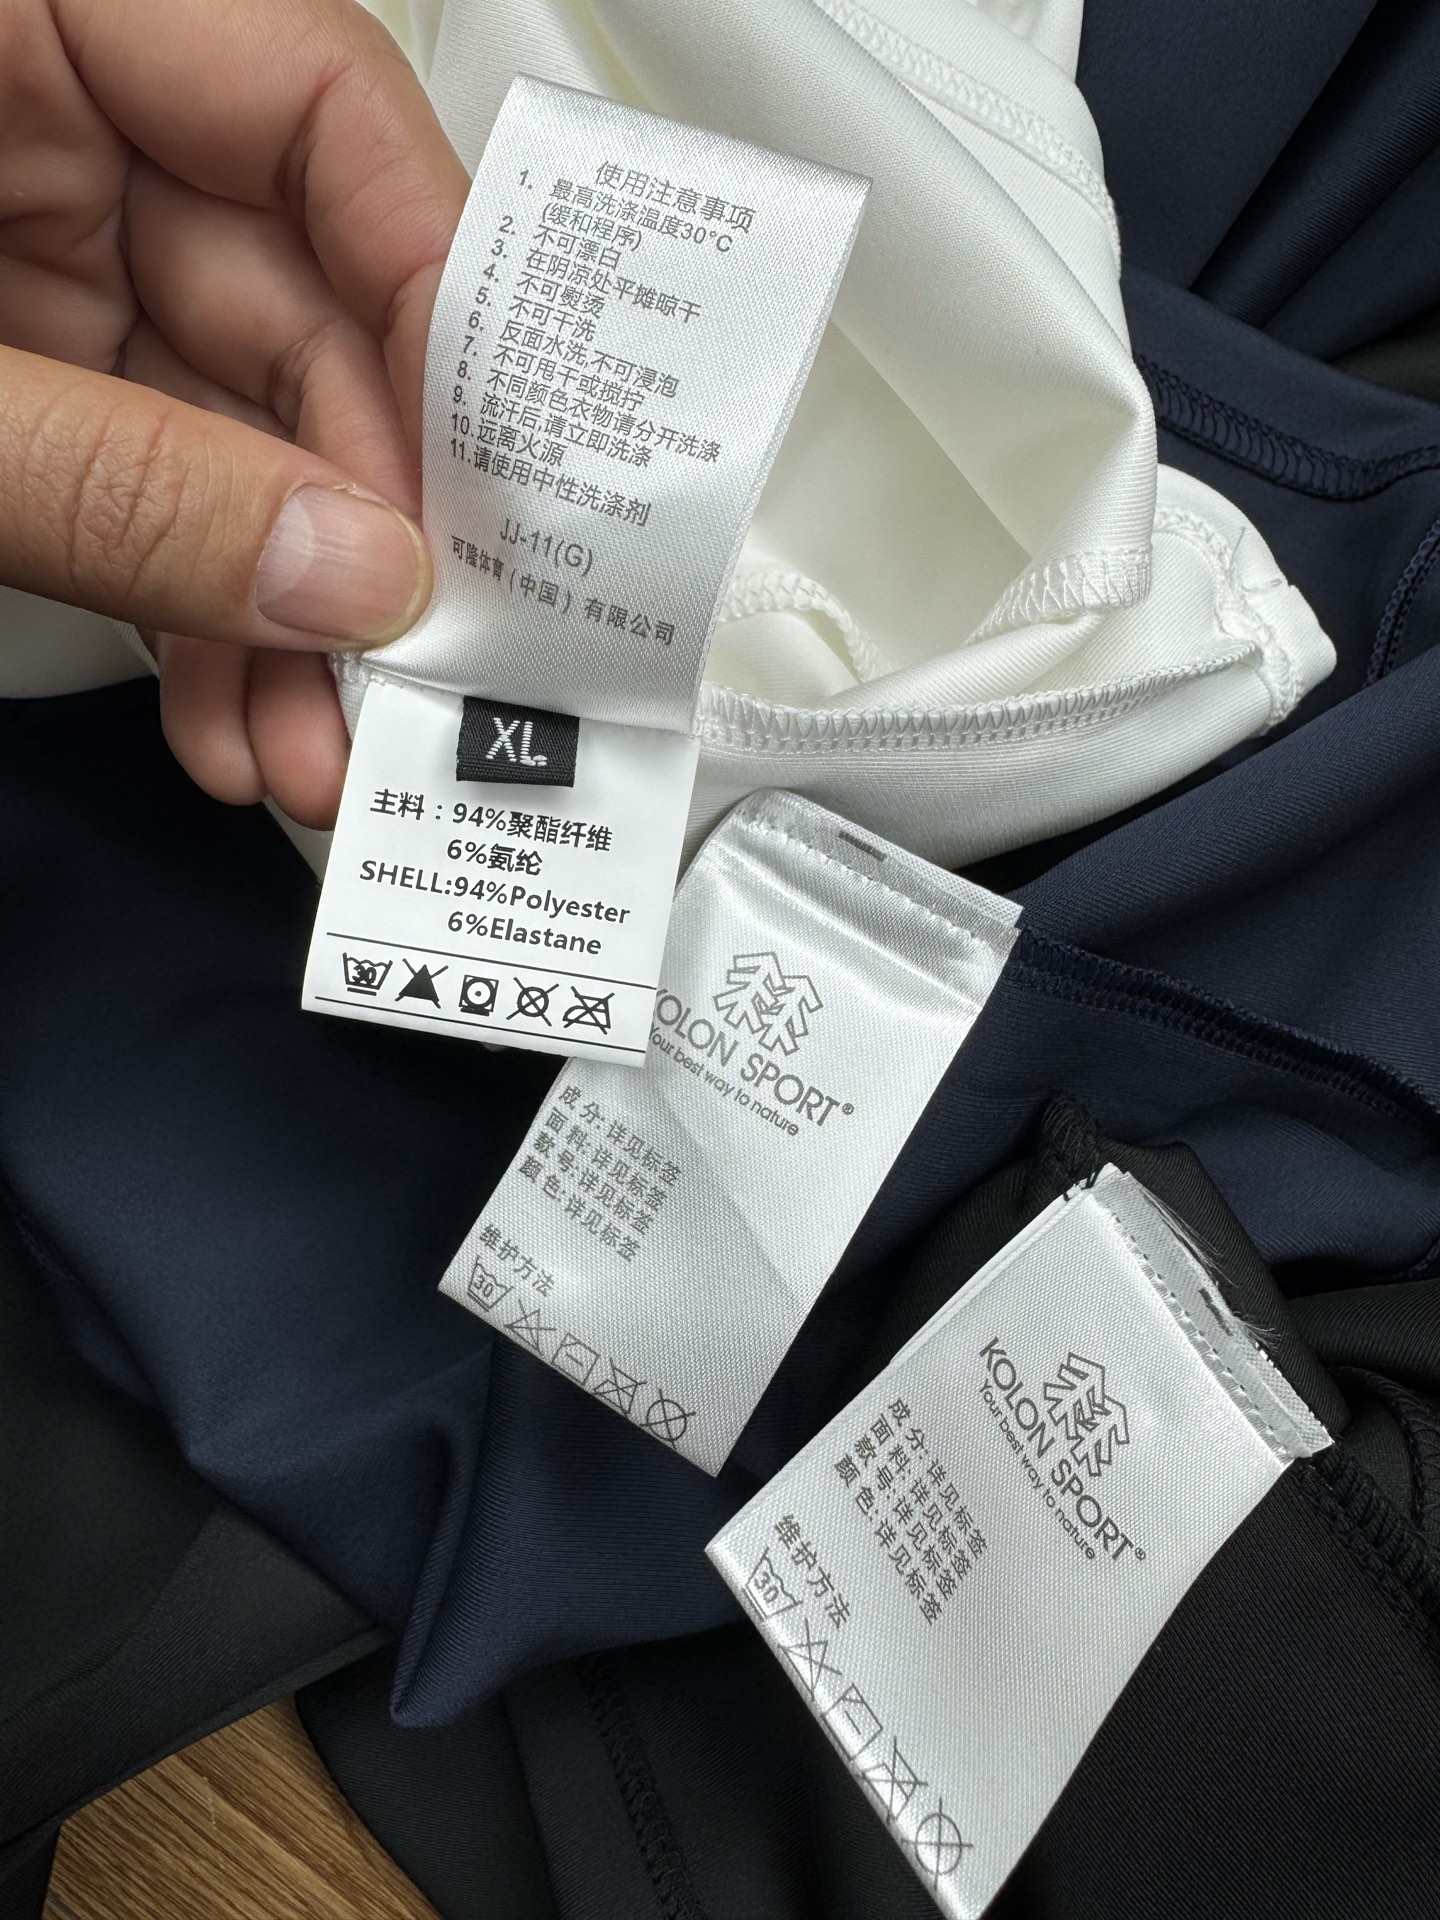 使用注意事项
1. 最高洗涤温度30°C
(缓和程序)
2. 不可漂白
3. 在阴凉处平摊晾干
4. 不可熨烫
5. 不可干洗
6. 反面水洗,不可浸泡
7. 不可甩干或搅拧
8. 不同颜色衣物请分开洗涤
9. 流汗后,请立即洗涤
10.远离火源
11.请使用中性洗涤剂
JJ-11(G)
可隆体育(中国)有限公司
XL
主料:94%聚酯纤维
6%氨纶
SHELL:94%Polyester
6%Elastane
30
KOLON SPORT®
Your best way to nature
成分:详见标签
面料:详见标签
款号:详见标签
颜色:详见标签
维护方法
30
KOLON SPORT®
Your best way to nature
成分:详见标签
面料:详见标签
款号:详见标签
颜色:详见标签
维护方法
30